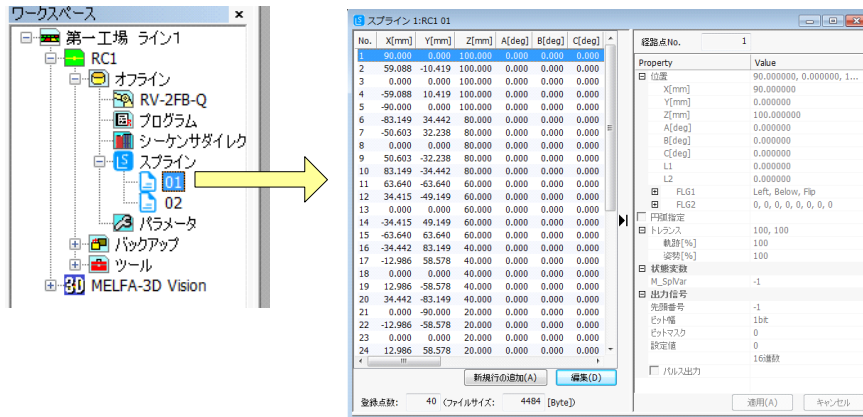 ワークスペース
第一工場 ライン1
RC1
オフライン
RV-2FB-Q
プログラム
シーケンサダイレク
スプライン
01
02
パラメータ
バックアップ
ツール
MELFA-3D Vision
スプライン 1:RC1 01
No. X[mm] Y[mm] Z[mm] A[deg] B[deg] C[deg]
1 90.000 0.000 100.000 0.000 0.000 0.000
2 59.088 -10.419 100.000 0.000 0.000 0.000
3 0.000 0.000 100.000 0.000 0.000 0.000
4 -59.088 10.419 100.000 0.000 0.000 0.000
5 -90.000 0.000 100.000 0.000 0.000 0.000
6 -83.149 34.442 80.000 0.000 0.000 0.000
7 -50.603 32.238 80.000 0.000 0.000 0.000
8 0.000 0.000 80.000 0.000 0.000 0.000
9 50.603 -32.238 80.000 0.000 0.000 0.000
10 83.149 -34.442 80.000 0.000 0.000 0.000
11 63.640 -63.640 60.000 0.000 0.000 0.000
12 34.415 -49.149 60.000 0.000 0.000 0.000
13 0.000 0.000 60.000 0.000 0.000 0.000
14 -34.415 49.149 60.000 0.000 0.000 0.000
15 -63.640 63.640 60.000 0.000 0.000 0.000
16 -34.442 83.149 40.000 0.000 0.000 0.000
17 -12.986 58.578 40.000 0.000 0.000 0.000
18 0.000 0.000 40.000 0.000 0.000 0.000
19 12.986 -58.578 40.000 0.000 0.000 0.000
20 34.442 -83.149 40.000 0.000 0.000 0.000
21 0.000 -90.000 20.000 0.000 0.000 0.000
22 -12.986 -58.578 20.000 0.000 0.000 0.000
23 0.000 0.000 20.000 0.000 0.000 0.000
24 12.986 58.578 20.000 0.000 0.000 0.000
新規行の追加(A) 編集(D)
登録点数: 40 (ファイルサイズ: 4484 [Byte])
経路点No. 1
Property Value
位置 90.000000, 0.000000, 1...
X[mm] 90.000000
Y[mm] 0.000000
Z[mm] 100.000000
A[deg] 0.000000
B[deg] 0.000000
C[deg] 0.000000
L1 0.000000
L2 0.000000
FLG1 Left, Below, Flip
FLG2 0, 0, 0, 0, 0, 0, 0, 0
円弧指定
トレランス 100, 100
軌跡[%] 100
姿勢[%] 100
状態変数
M_SplVar -1
出力信号
先頭番号 -1
ビット幅 1bit
ビットマスク 0
設定値 0
16進数
パルス出力
適用(A) キャンセル